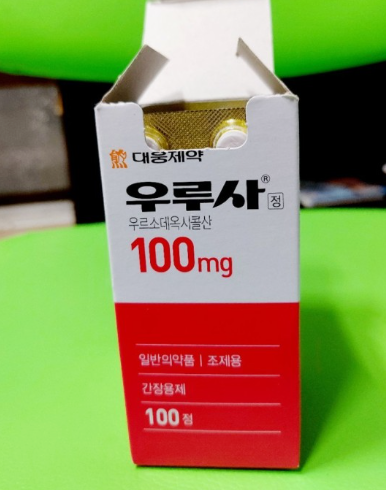 대웅제약
우루사® 정
우르소데옥시콜산
100mg
일반의약품 | 조제용
간장용제
100정